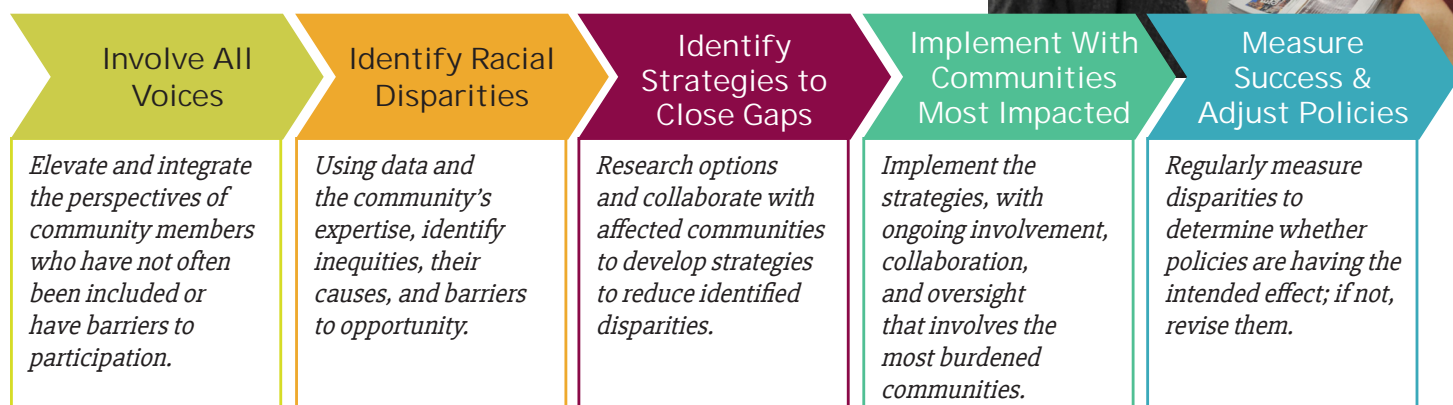 Involve All
Voices
Elevate and integrate
the perspectives of
community members
who have not often
been included or
have barriers to
participation.
Identify Racial
Disparities
Using data and
the community’s
expertise, identify
inequities, their
causes, and barriers
to opportunity.
Identify
Strategies to
Close Gaps
Research options
and collaborate with
affected communities
to develop strategies
to reduce identified
disparities.
Implement With
Communities
Most Impacted
Implement the
strategies, with
ongoing involvement,
collaboration,
and oversight
that involves the
most burdened
communities.
Measure
Success &
Adjust Policies
Regularly measure
disparities to
determine whether
policies are having the
intended effect; if not,
revise them.